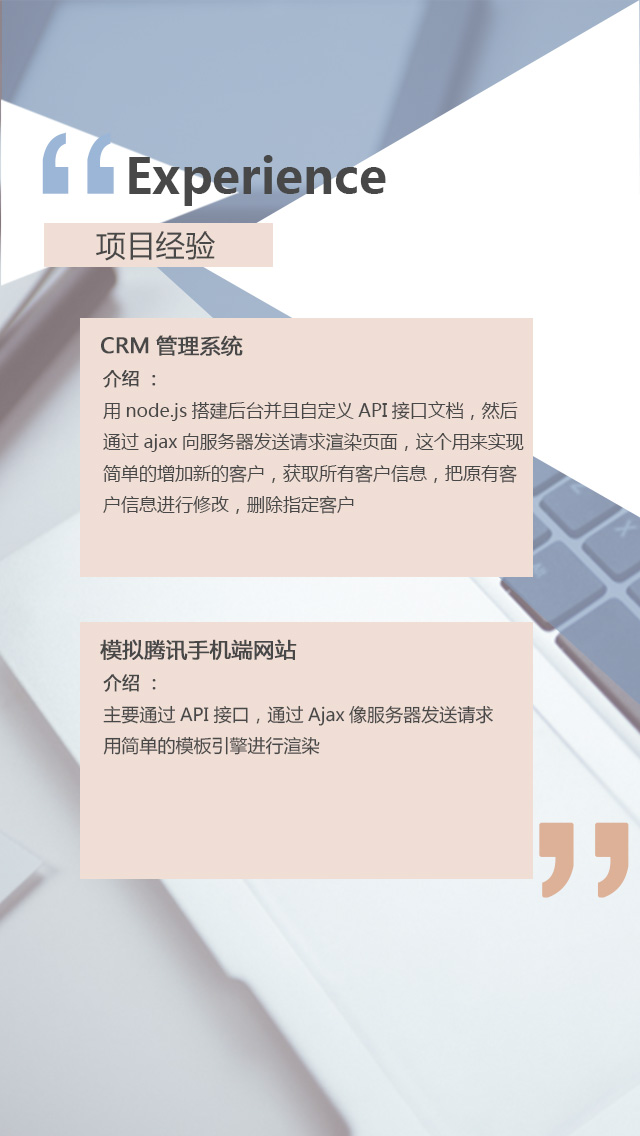 Experience
项目经验
CRM 管理系统
介绍 ：
用 node.js 搭建后台并且自定义 API 接口文档，然后
通过 ajax 向服务器发送请求渲染页面，这个用来实现
简单的增加新的客户，获取所有客户信息，把原有客
户信息进行修改，删除指定客户
模拟腾讯手机端网站
介绍 ：
主要通过 API 接口，通过 Ajax 像服务器发送请求
用简单的模板引擎进行渲染